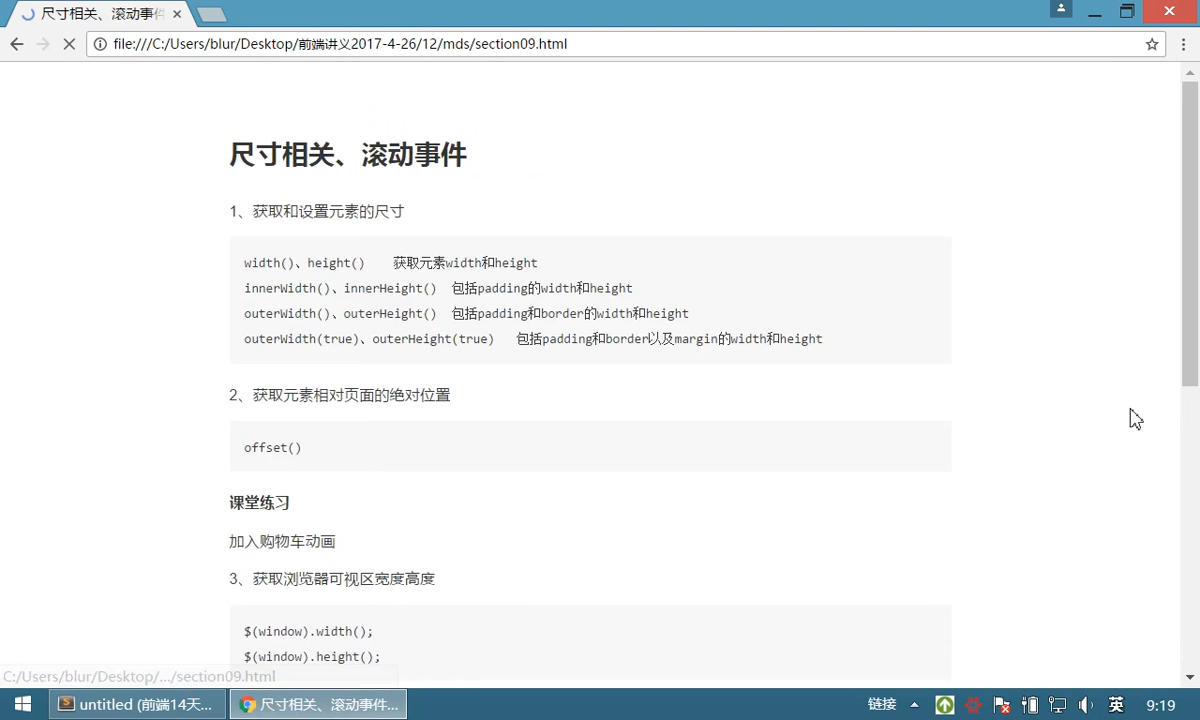 尺寸相关、滚动事件
file:///C:/Users/blur/Desktop/前端讲义2017-4-26/12/mds/section09.html
尺寸相关、滚动事件
1、获取和设置元素的尺寸
width()、height()    获取元素width和height
innerWidth()、innerHeight()  包括padding的width和height
outerWidth()、outerHeight()  包括padding和border的width和height
outerWidth(true)、outerHeight(true)   包括padding和border以及margin的width和height
2、获取元素相对页面的绝对位置
offset()
课堂练习
加入购物车动画
3、获取浏览器可视区宽度高度
$(window).width();
$(window).height();
C:/Users/blur/Desktop/.../section09.html
untitled (前端14天...
尺寸相关、滚动事件...
链接
英
9:19